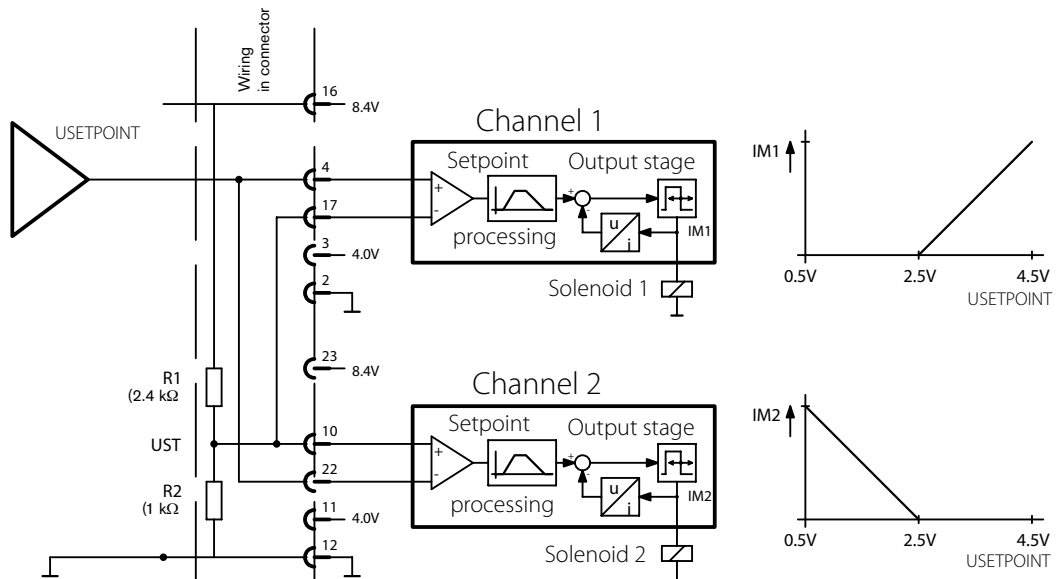 Wiring
in connector
16
8.4V
USETPOINT
Channel 1
4
Setpoint
Output stage
+
-
+
-
17
u
i
IM1
processing
3
4.0V
2
Solenoid 1
IM1
0.5V
2.5V
4.5V
USETPOINT
23
8.4V
R1
(2.4 kΩ
Channel 2
UST
10
Setpoint
Output stage
+
-
+
-
22
u
i
IM2
processing
R2
(1 kΩ
11
4.0V
12
Solenoid 2
IM2
0.5V
2.5V
4.5V
USETPOINT